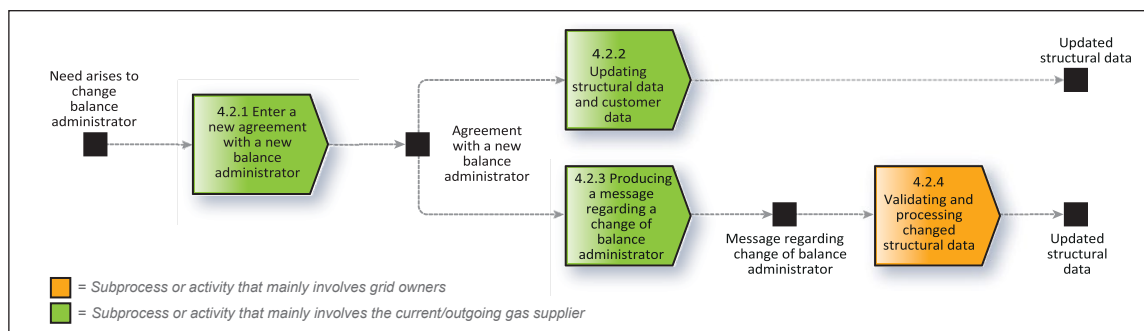 Need arises to
change
balance
administrator
4.2.1 Enter a
new agreement
with a new
balance
administrator
Agreement
with a new
balance
administrator
4.2.2
Updating
structural data
and customer
data
Updated
structural data
4.2.3 Producing
a message
regarding a
change of
balance
administrator
Message regarding
change of balance
administrator
4.2.4
Validating and
processing
changed
structural data
Updated
structural
data
= Subprocess or activity that mainly involves grid owners
= Subprocess or activity that mainly involves the current/outgoing gas supplier